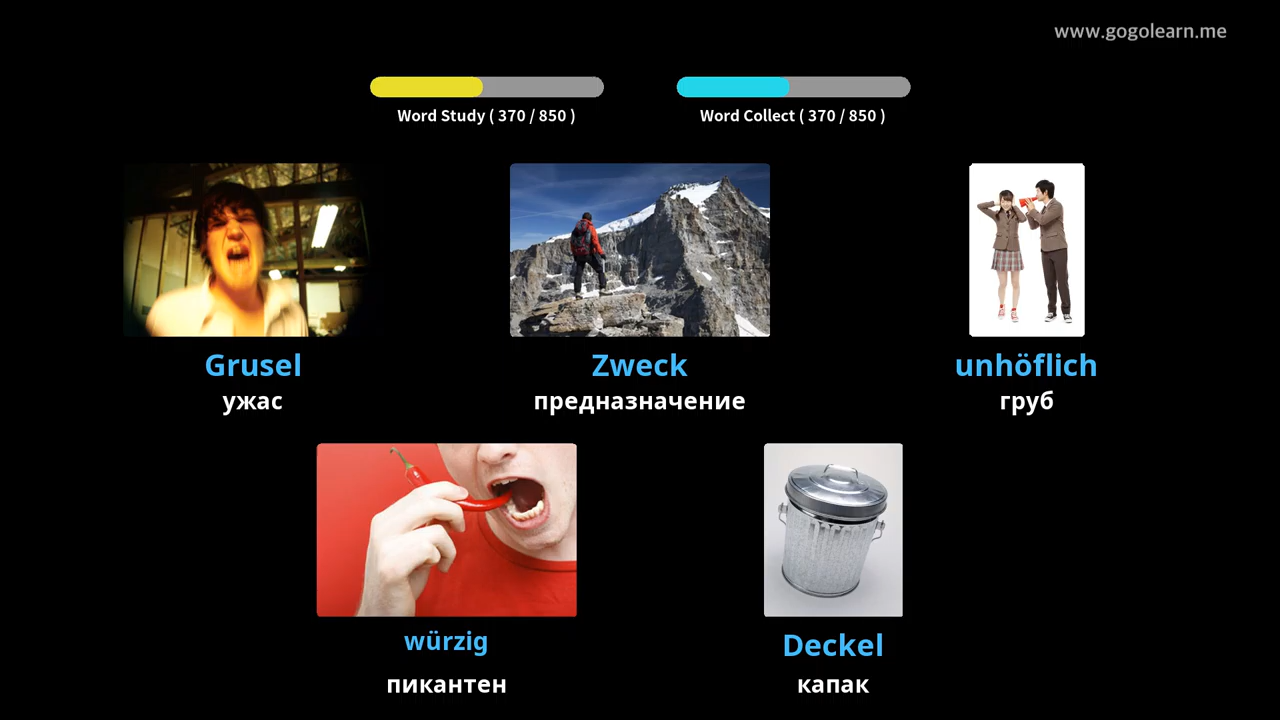 www.gogolearn.me
Word Study ( 370 / 850 )
Word Collect ( 370 / 850 )
Grusel
ужас
Zweck
предназначение
unhöflich
груб
würzig
пикантен
Deckel
капак